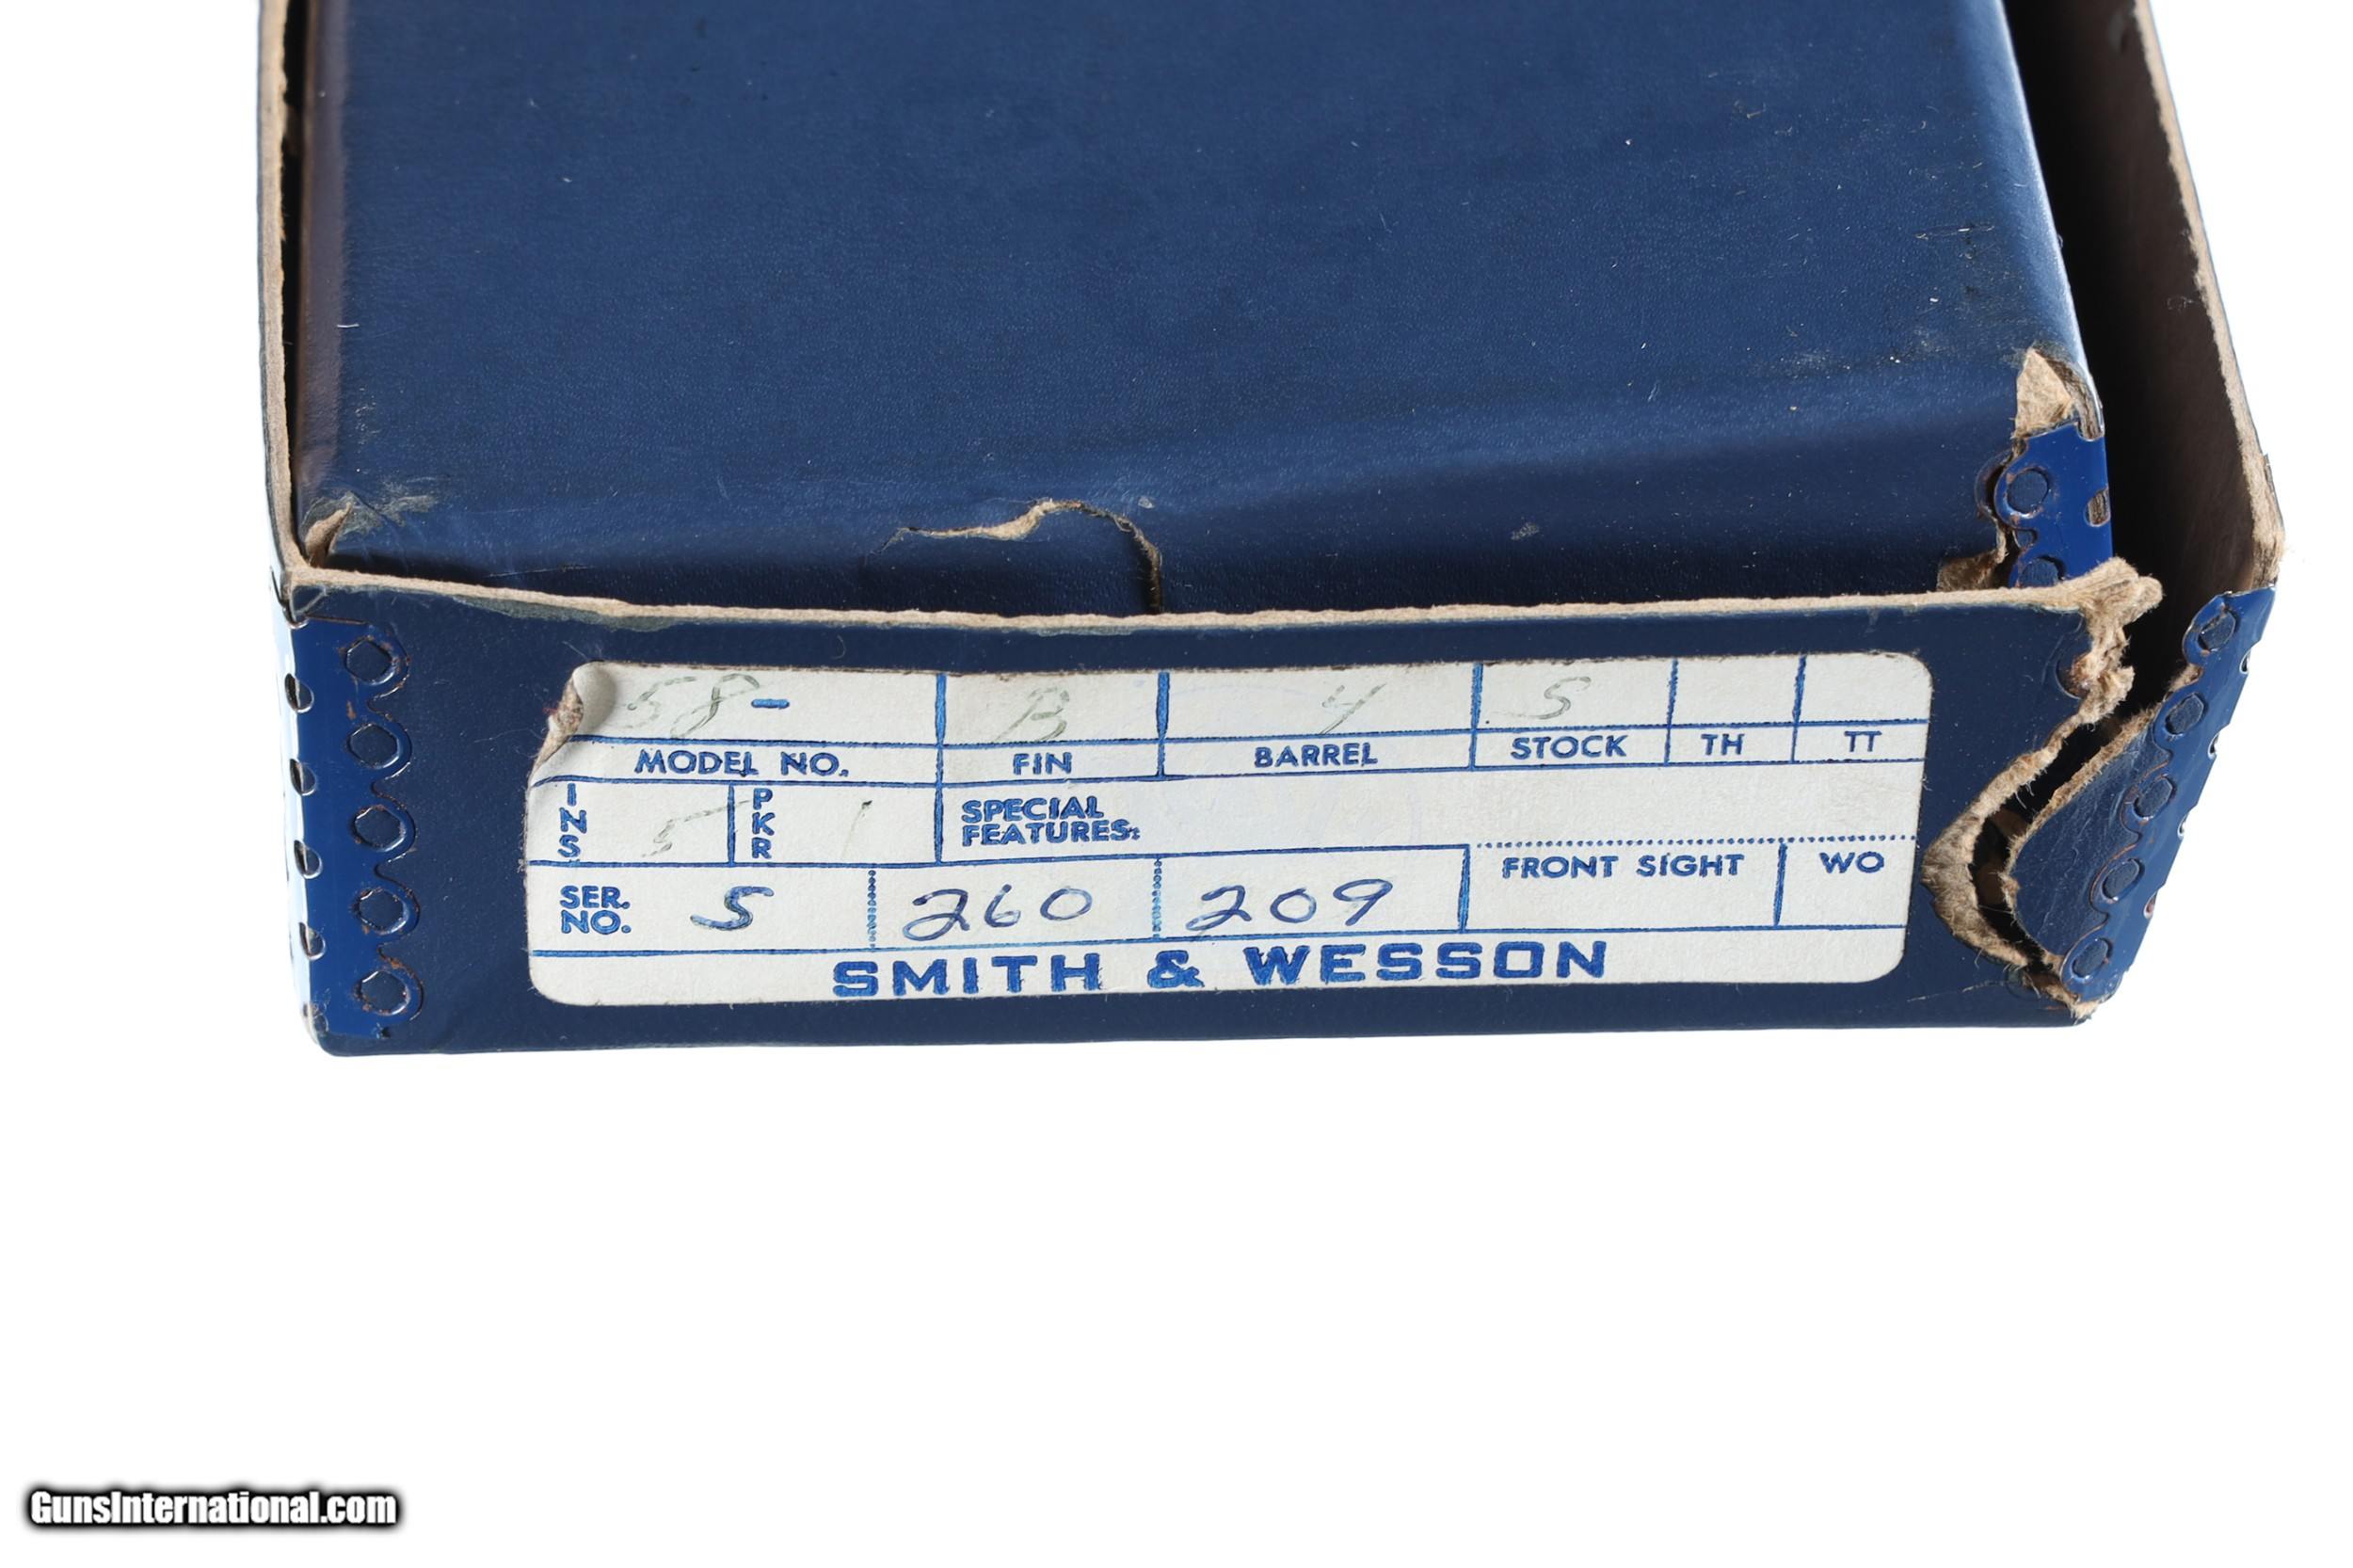 58- B 4 S
MODEL NO. FIN BARREL STOCK TH TT
INS 5 PKR 1 SPECIAL
FEATURES:
FRONT SIGHT WO
SER.
NO. S 260 209
SMITH & WESSON
GunsInternational.com